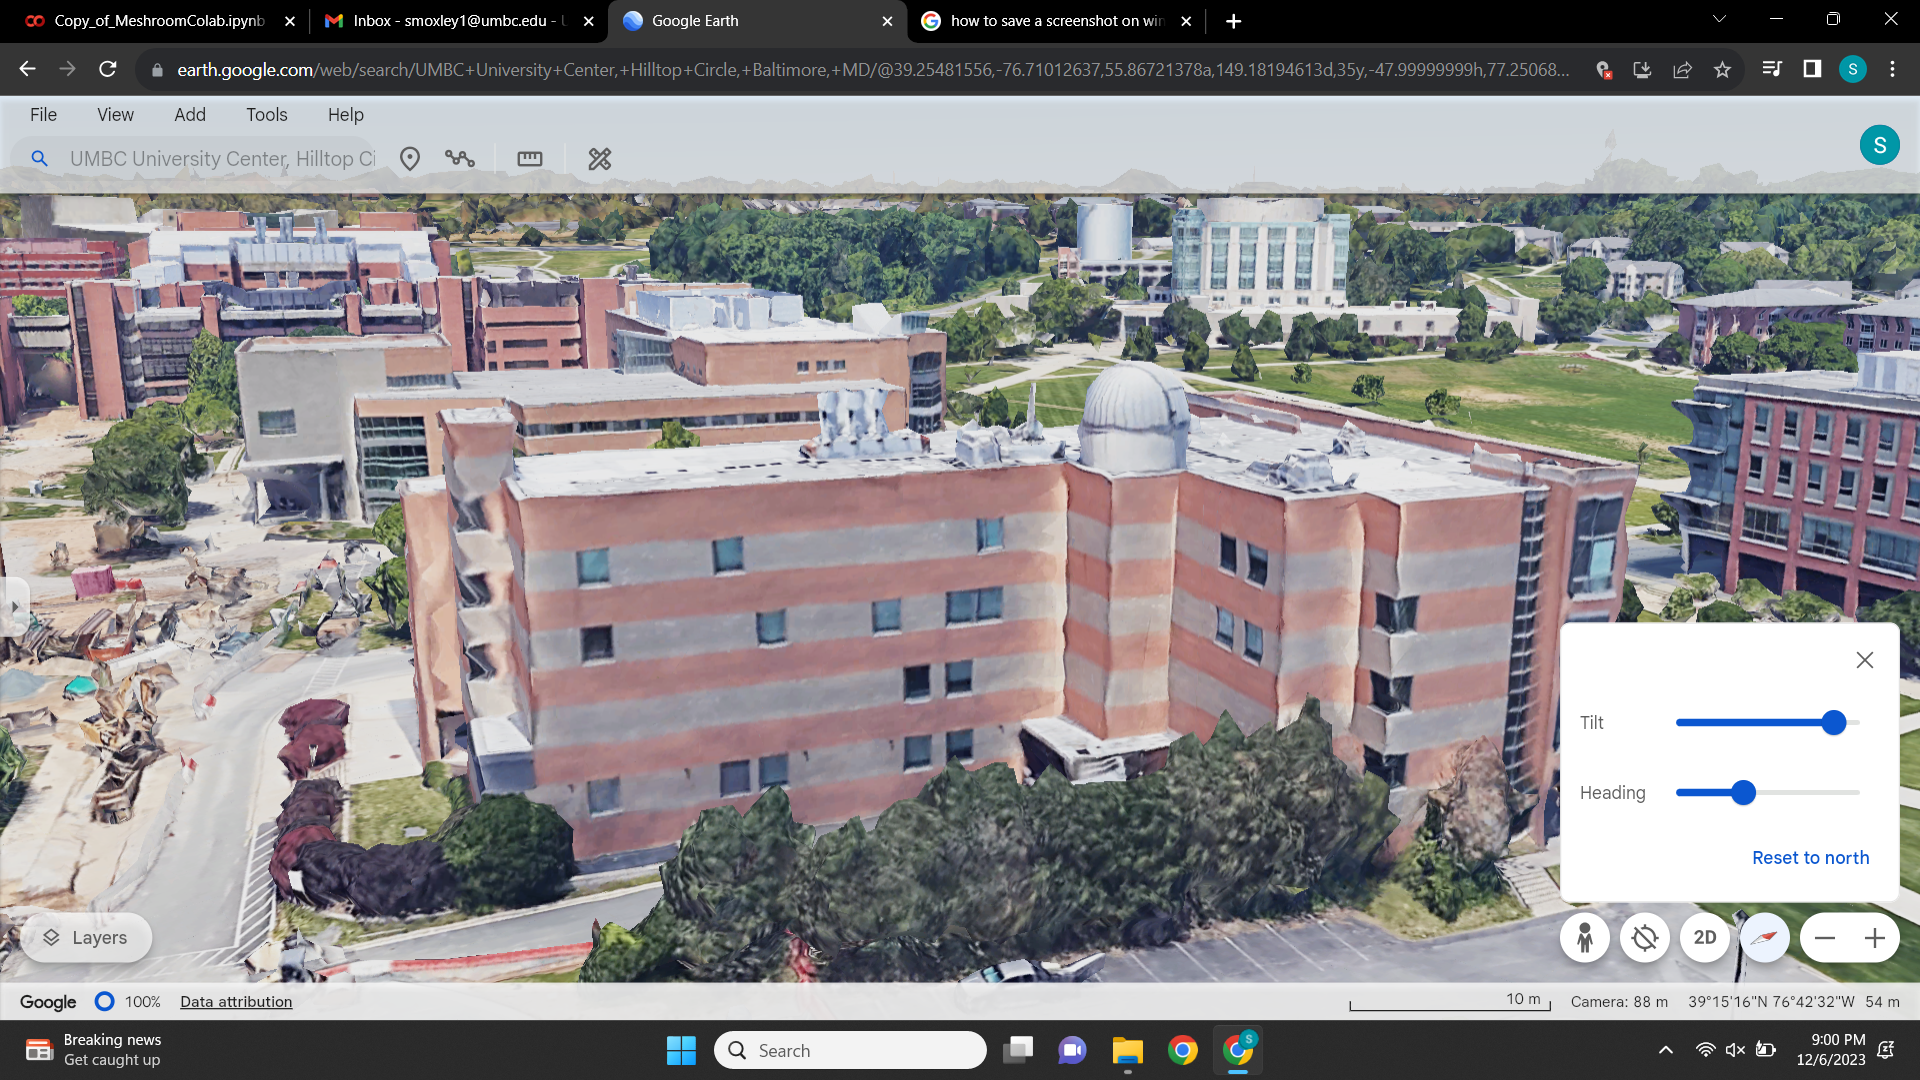 Copy_of_MeshroomColab.ipynb
Inbox - smoxley1@umbc.edu - U
Google Earth
how to save a screenshot on win
earth.google.com/web/search/UMBC+University+Center,+Hilltop+Circle,+Baltimore,+MD/@39.25481556,-76.71012637,55.86721378a,149.18194613d,35y,-47.99999999h,77.25068...
S
File View Add Tools Help
UMBC University Center, Hilltop Ci
S
Tilt
Heading
Reset to north
Layers
2D
Google 100% Data attribution
10 m
Camera: 88 m 39°15'16"N 76°42'32"W 54 m
Breaking news
Get caught up
Search
S
9:00 PM
12/6/2023